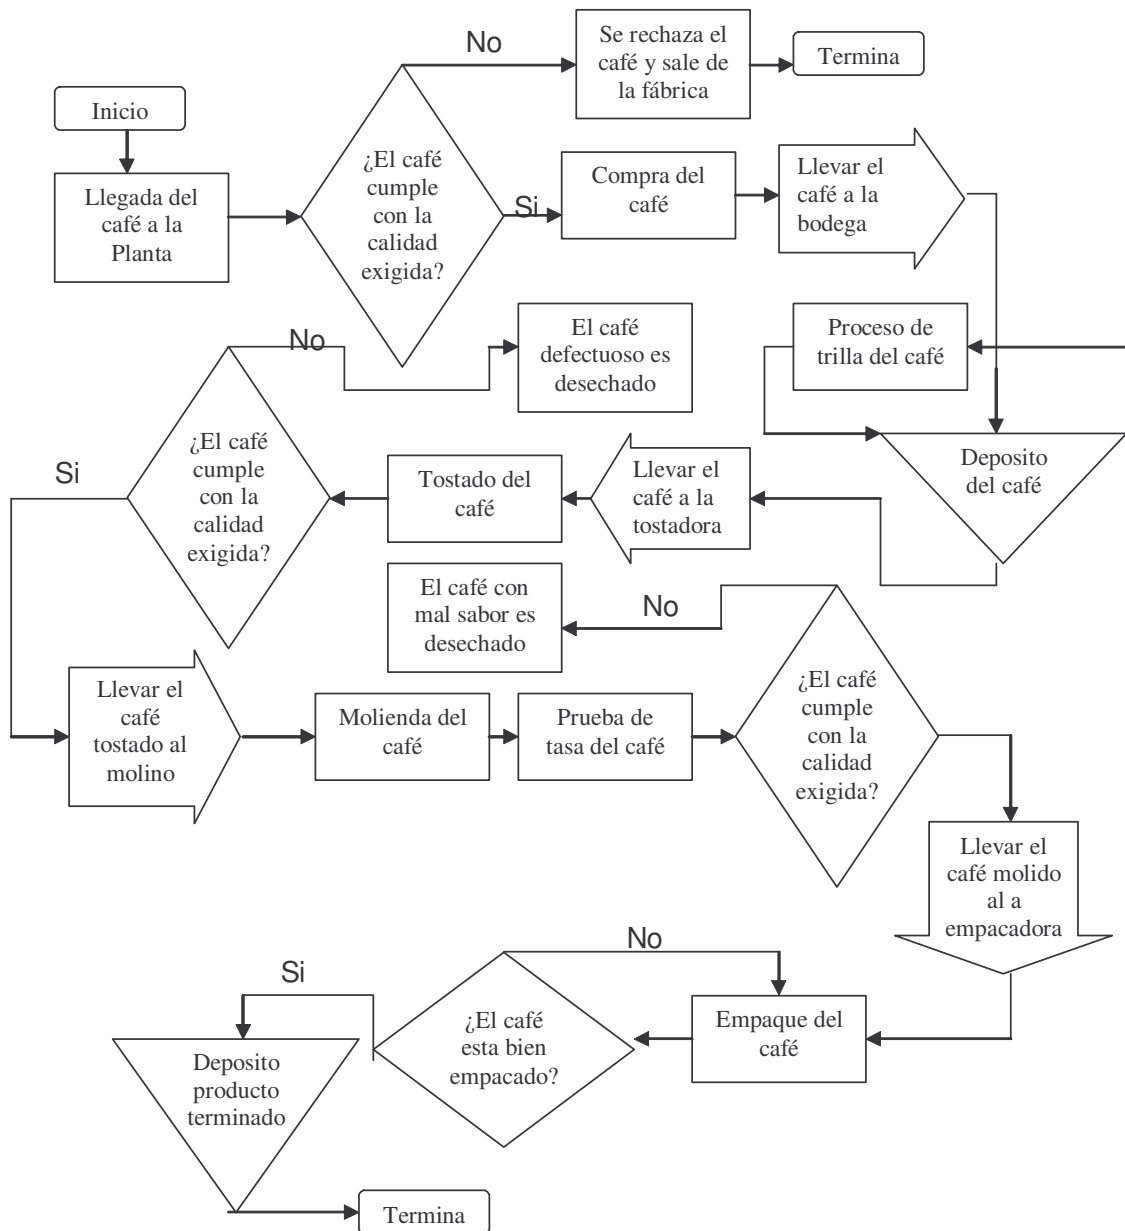 Inicio
Llegada del
café a la
Planta
¿El café
cumple
con la
calidad
exigida?
No
Se rechaza el
café y sale de
la fábrica
Termina
Si
Compra del
café
Llevar el
café a la
bodega
Proceso de
trilla del café
Deposito
del café
Llevar el
café a la
tostadora
Tostado del
café
¿El café
cumple
con la
calidad
exigida?
No
El café
defectuoso es
desechado
Si
Llevar el
café
tostado al
molino
Molienda del
café
Prueba de
tasa del café
¿El café
cumple
con la
calidad
exigida?
No
El café con
mal sabor es
desechado
Llevar el
café molido
al a
empacadora
Empaque del
café
¿El café
esta bien
empacado?
No
Si
Deposito
producto
terminado
Termina